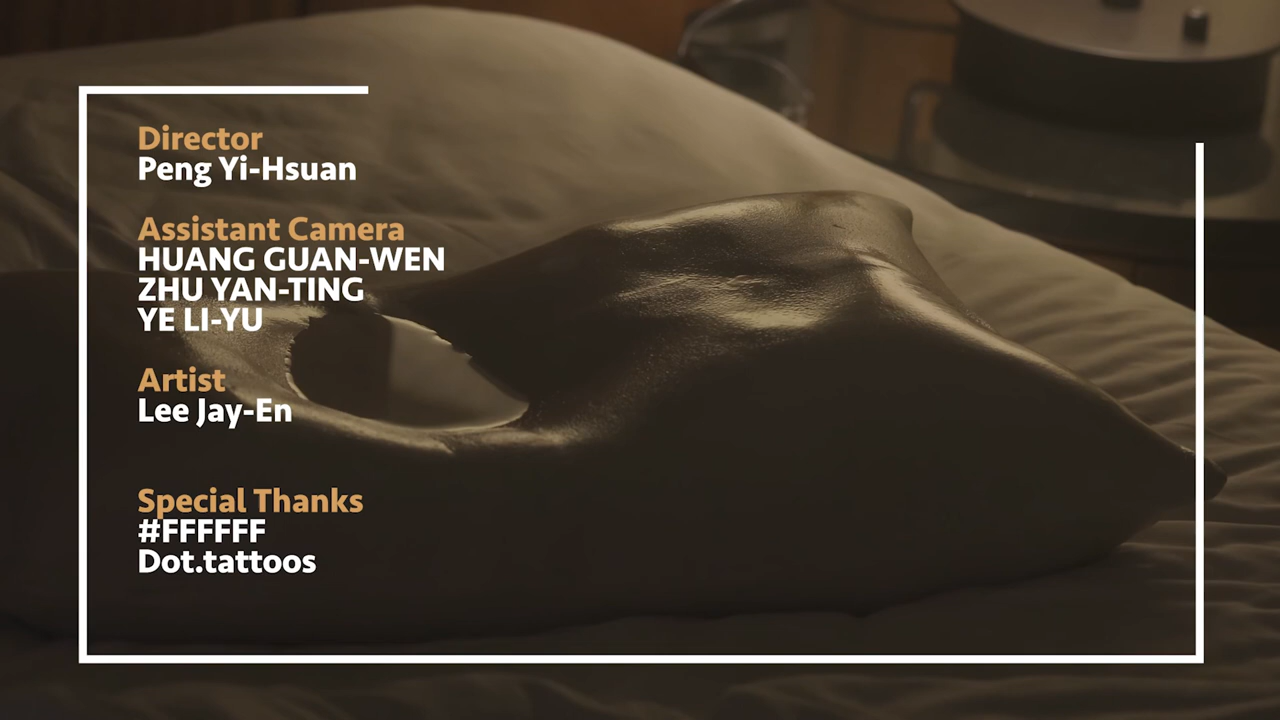 Director
Peng Yi-Hsuan
Assistant Camera
HUANG GUAN-WEN
ZHU YAN-TING
YE LI-YU
Artist
Lee Jay-En
Special Thanks
#FFFFFF
Dot.tattoos